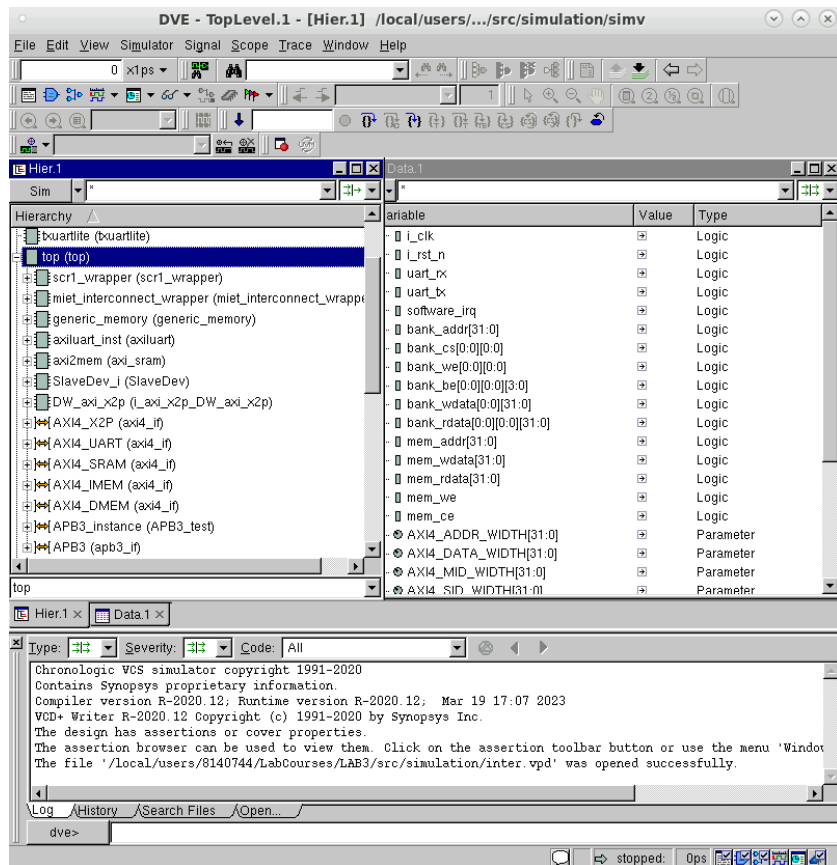 DVE - TopLevel.1 - [Hier.1] /local/users/.../src/simulation/simv
File Edit View Simulator Signal Scope Trace Window Help
0 x1ps
1
Hier.1
Data.1
Sim *
*
Hierarchy
ariable Value Type
txuartlite (txuartlite)
top (top)
scr1_wrapper (scr1_wrapper)
miet_interconnect_wrapper (miet_interconnect_wrappe
generic_memory (generic_memory)
axiluart_inst (axiluart)
axi2mem (axi_sram)
SlaveDev_i (SlaveDev)
DW_axi_x2p (i_axi_x2p_DW_axi_x2p)
AXI4_X2P (axi4_if)
AXI4_UART (axi4_if)
AXI4_SRAM (axi4_if)
AXI4_IMEM (axi4_if)
AXI4_DMEM (axi4_if)
APB3_instance (APB3_test)
APB3 (apb3_if)
top
i_clk Logic
i_rst_n Logic
uart_rx Logic
uart_tx Logic
software_irq Logic
bank_addr[31:0] Logic
bank_cs[0:0][0:0] Logic
bank_we[0:0][0:0] Logic
bank_be[0:0][0:0][3:0] Logic
bank_wdata[0:0][31:0] Logic
bank_rdata[0:0][0:0][31:0] Logic
mem_addr[31:0] Logic
mem_wdata[31:0] Logic
mem_rdata[31:0] Logic
mem_we Logic
mem_ce Logic
AXI4_ADDR_WIDTH[31:0] Parameter
AXI4_DATA_WIDTH[31:0] Parameter
AXI4_MID_WIDTH[31:0] Parameter
AXI4_SID_WIDTH[31:0] Parameter
Hier.1 Data.1
Type: Severity: Code: All
Chronologic VCS simulator copyright 1991-2020
Contains Synopsys proprietary information.
Compiler version R-2020.12; Runtime version R-2020.12; Mar 19 17:07 2023
VCD+ Writer R-2020.12 Copyright (c) 1991-2020 by Synopsys Inc.
The design has assertions or cover properties.
The assertion browser can be used to view them. Click on the assertion toolbar button or use the menu 'Window
The file '/local/users/8140744/LabCourses/LAB3/src/simulation/inter.vpd' was opened successfully.
Log History Search Files Open...
dve>
stopped: 0ps